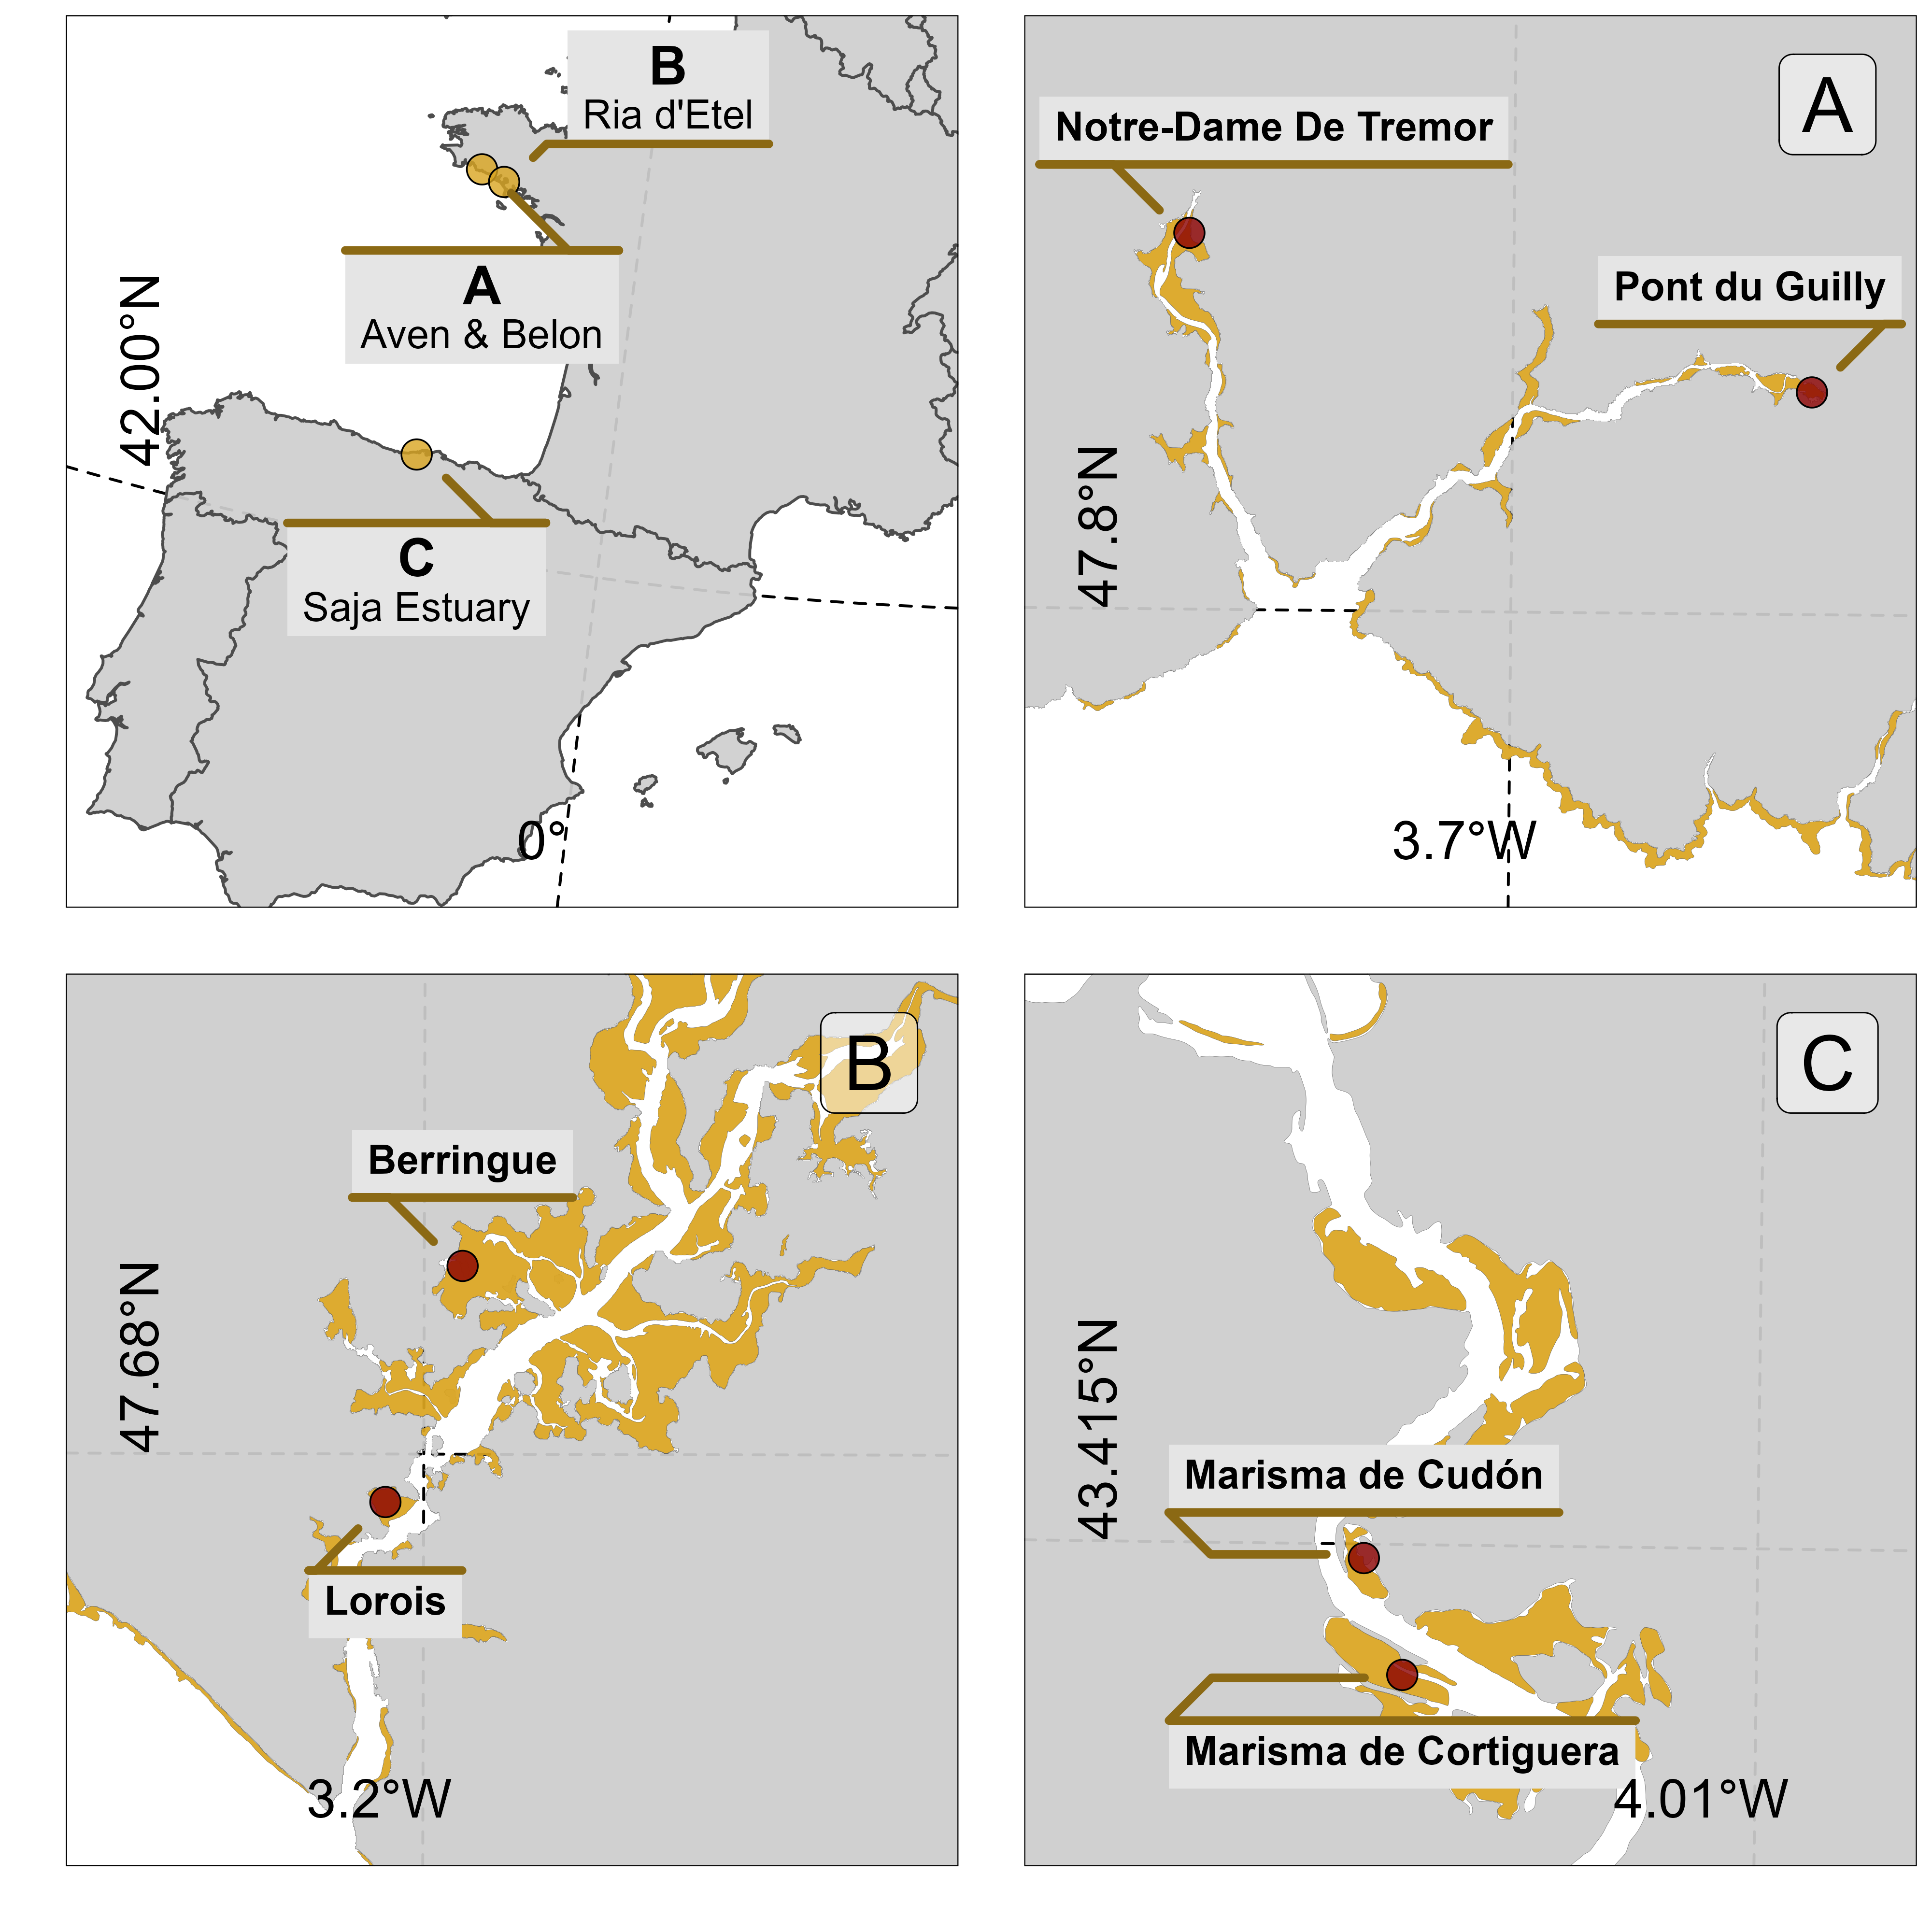 B
Ria d'Etel
A
Aven & Belon
42.00°N
C
Saja Estuary
0°
A
Notre-Dame De Tremor
Pont du Guilly
47.8°N
3.7°W
B
Berringue
47.68°N
Lorois
3.2°W
C
43.415°N
Marisma de Cudón
Marisma de Cortiguera
4.01°W